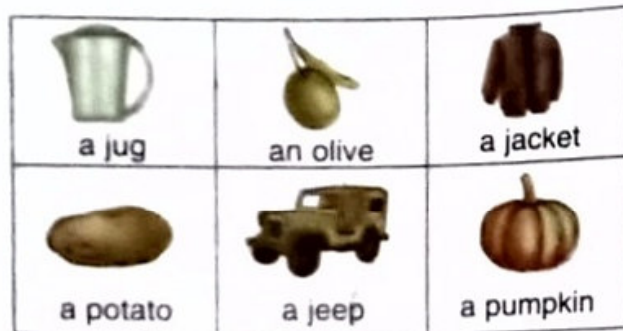 a jug
an olive
a jacket
a potato
a jeep
a pumpkin